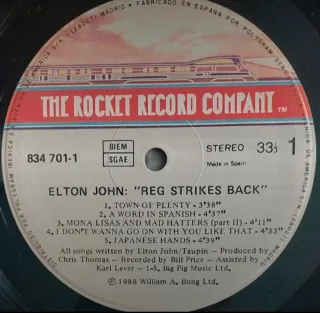 MADRID • FABRICADO EN ESPAÑA POR POLYGRAM IBERICA
THE ROCKET RECORD COMPANY ™
834 701-1
BIEM
SGAE
STEREO 33⅓ 1
Made in Spain
ELTON JOHN: "REG STRIKES BACK"
1. TOWN OF PLENTY - 3'38"
2. A WORD IN SPANISH - 4'37"
3. MONA LISAS AND MAD HATTERS (part II) - 4'11"
4. I DON'T WANNA GO ON WITH YOU LIKE THAT - 4'33"
5. JAPANESE HANDS - 4'39"
All songs written by Elton John/Taupin - Produced by
Chris Thomas - Recorded by Bill Price - Assisted by
Karl Lever - 1-5, Big Pig Music Ltd.
℗ 1988 William A. Bong Ltd.